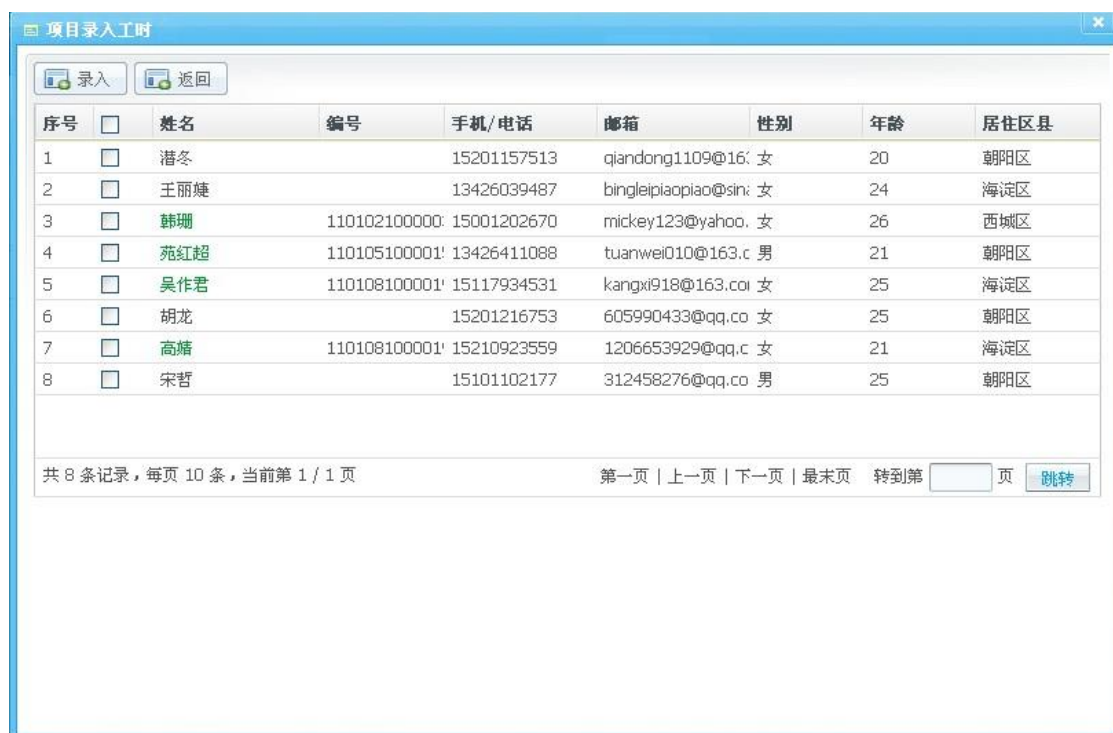 项目录入工时
录入 返回
序号 姓名 编号 手机/电话 邮箱 性别 年龄 居住区县
1 潜冬 15201157513 qiandong1109@16 女 20 朝阳区
2 王丽婕 13426039487 bingleipiaopiao@sin 女 24 海淀区
3 韩珊 110102100000 15001202670 mickey123@yahoo. 女 26 西城区
4 苑红超 110105100001 13426411088 tuanwei010@163.c 男 21 朝阳区
5 吴作君 110108100001 15117934531 kangxi918@163.co 女 25 海淀区
6 胡龙 15201216753 605990433@qq.co 女 25 朝阳区
7 高婧 110108100001 15210923559 1206653929@qq.c 女 21 海淀区
8 宋哲 15101102177 312458276@qq.co 男 25 朝阳区
共 8 条记录，每页 10 条，当前第 1 / 1 页 第一页 | 上一页 | 下一页 | 最末页 转到第 页 跳转